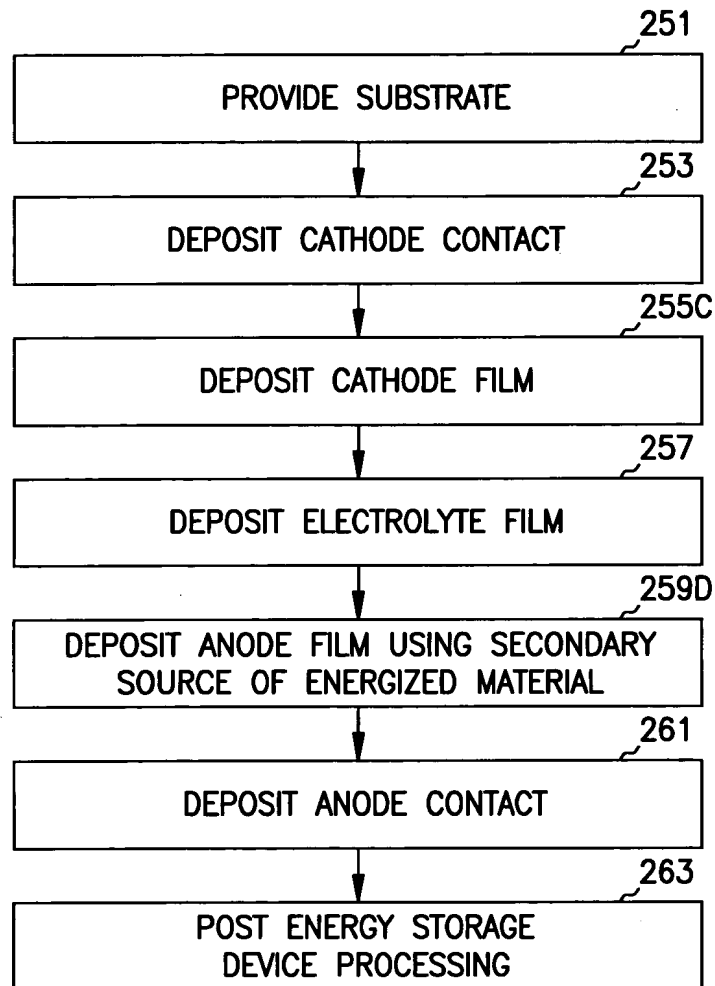 251
PROVIDE SUBSTRATE
253
DEPOSIT CATHODE CONTACT
255C
DEPOSIT CATHODE FILM
257
DEPOSIT ELECTROLYTE FILM
259D
DEPOSIT ANODE FILM USING SECONDARY
SOURCE OF ENERGIZED MATERIAL
261
DEPOSIT ANODE CONTACT
263
POST ENERGY STORAGE
DEVICE PROCESSING